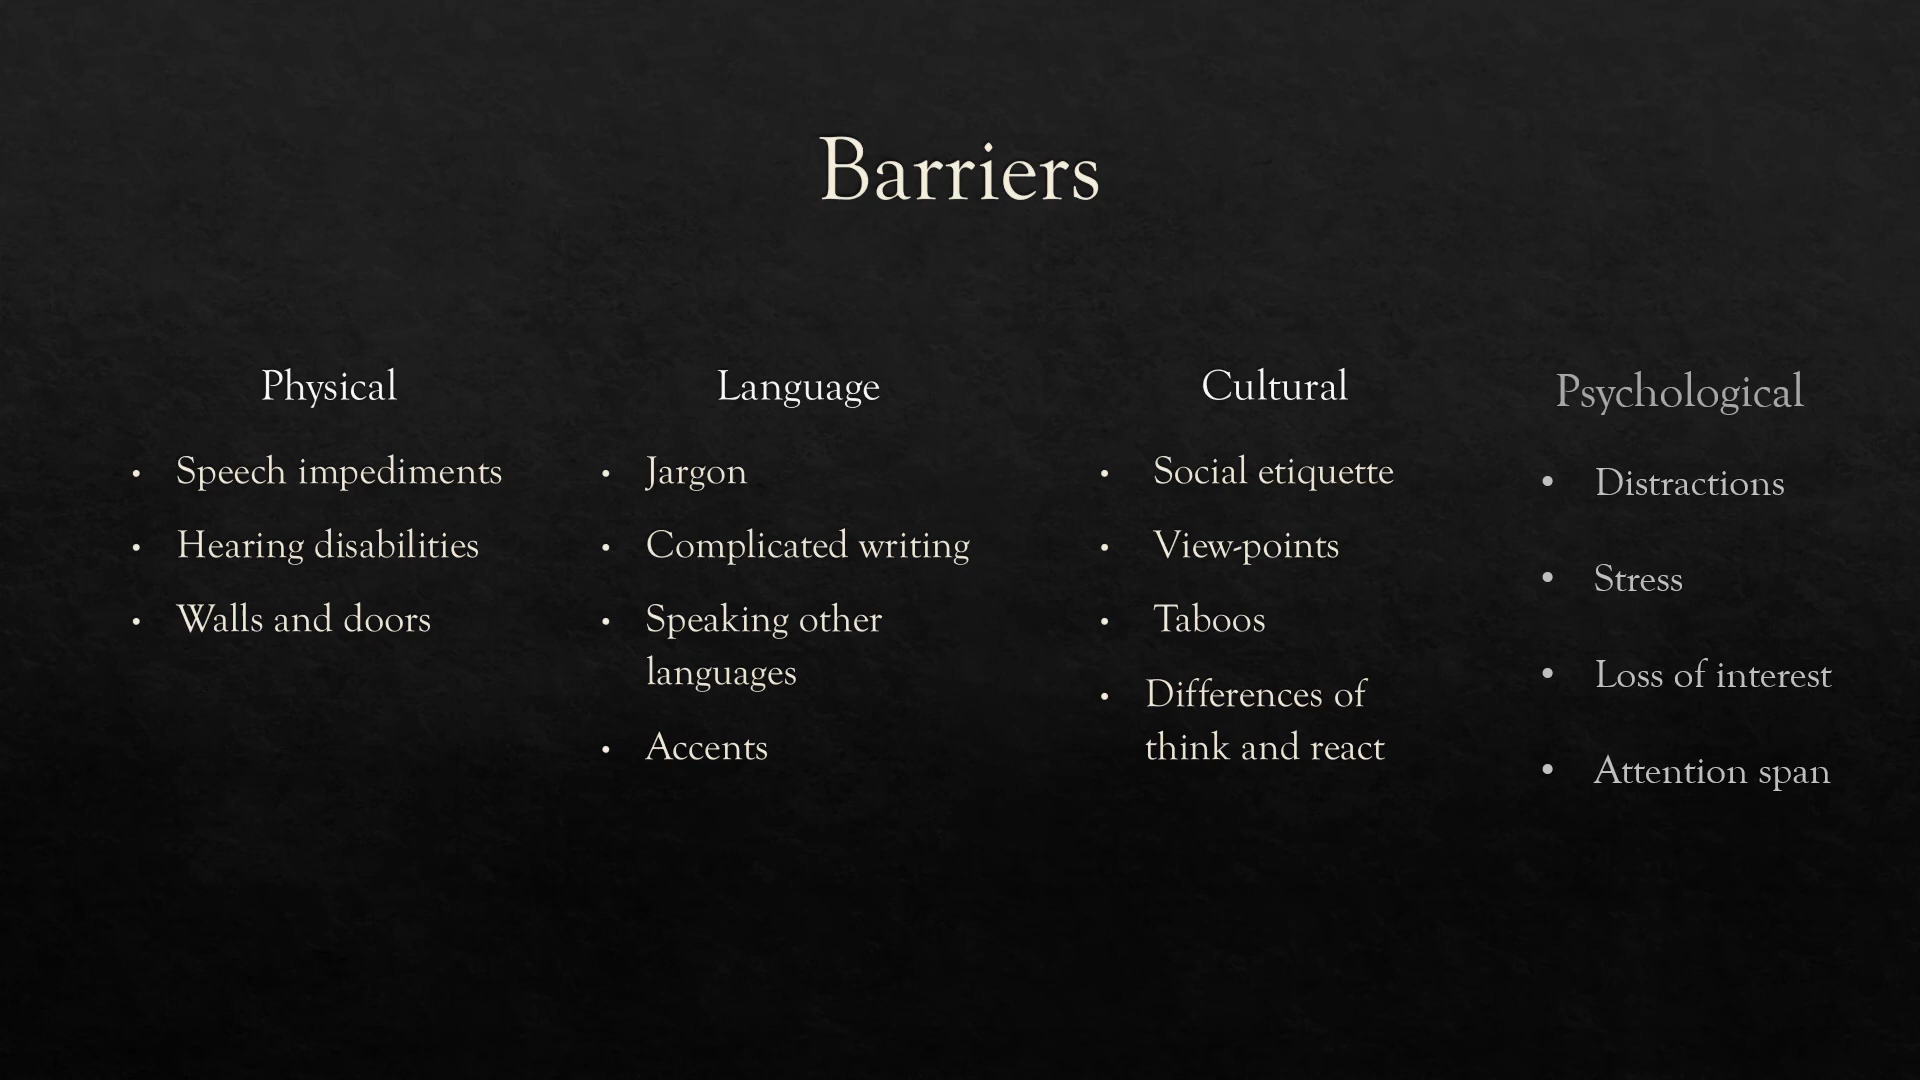 Barriers
Physical
• Speech impediments
• Hearing disabilities
• Walls and doors
Language
• Jargon
• Complicated writing
• Speaking other
languages
• Accents
Cultural
• Social etiquette
• View-points
• Taboos
• Differences of
think and react
Psychological
• Distractions
• Stress
• Loss of interest
• Attention span